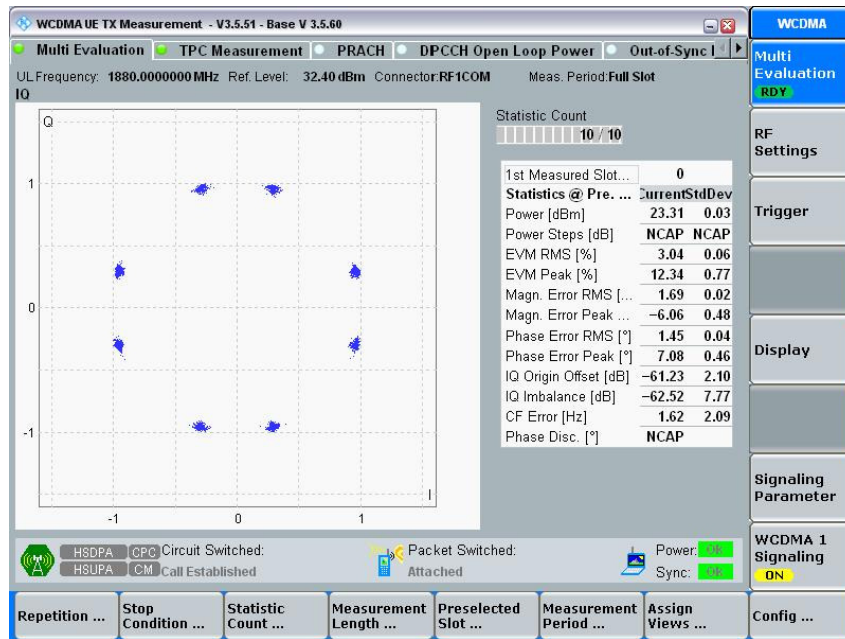 WCDMA UE TX Measurement - V3.5.51 - Base V 3.5.60
WCDMA
Multi Evaluation TPC Measurement PRACH DPCCH Open Loop Power Out-of-Sync
Multi Evaluation
RDY
UL Frequency: 1880.0000000 MHz Ref. Level: 32.40 dBm Connector:RF1COM Meas. Period:Full Slot
IQ
Q
1
0
-1
-1 0 1
I
Statistic Count
10 / 10
1st Measured Slot... 0
Statistics @ Pre. ... Current StdDev
Power [dBm] 23.31 0.03
Power Steps [dB] NCAP NCAP
EVM RMS [%] 3.04 0.06
EVM Peak [%] 12.34 0.77
Magn. Error RMS [... 1.69 0.02
Magn. Error Peak ... −6.06 0.48
Phase Error RMS [°] 1.45 0.04
Phase Error Peak [°] 7.08 0.46
IQ Origin Offset [dB] −61.23 2.10
IQ Imbalance [dB] −62.52 7.77
CF Error [Hz] 1.62 2.09
Phase Disc. [°] NCAP
RF
Settings
Trigger
Display
Signaling
Parameter
WCDMA 1
Signaling
ON
HSDPA CPC Circuit Switched: Packet Switched: Power: OK
HSUPA CM Call Established Attached Sync: OK
Repetition ...
Stop
Condition ...
Statistic
Count ...
Measurement
Length ...
Preselected
Slot ...
Measurement
Period ...
Assign
Views ...
Config ...